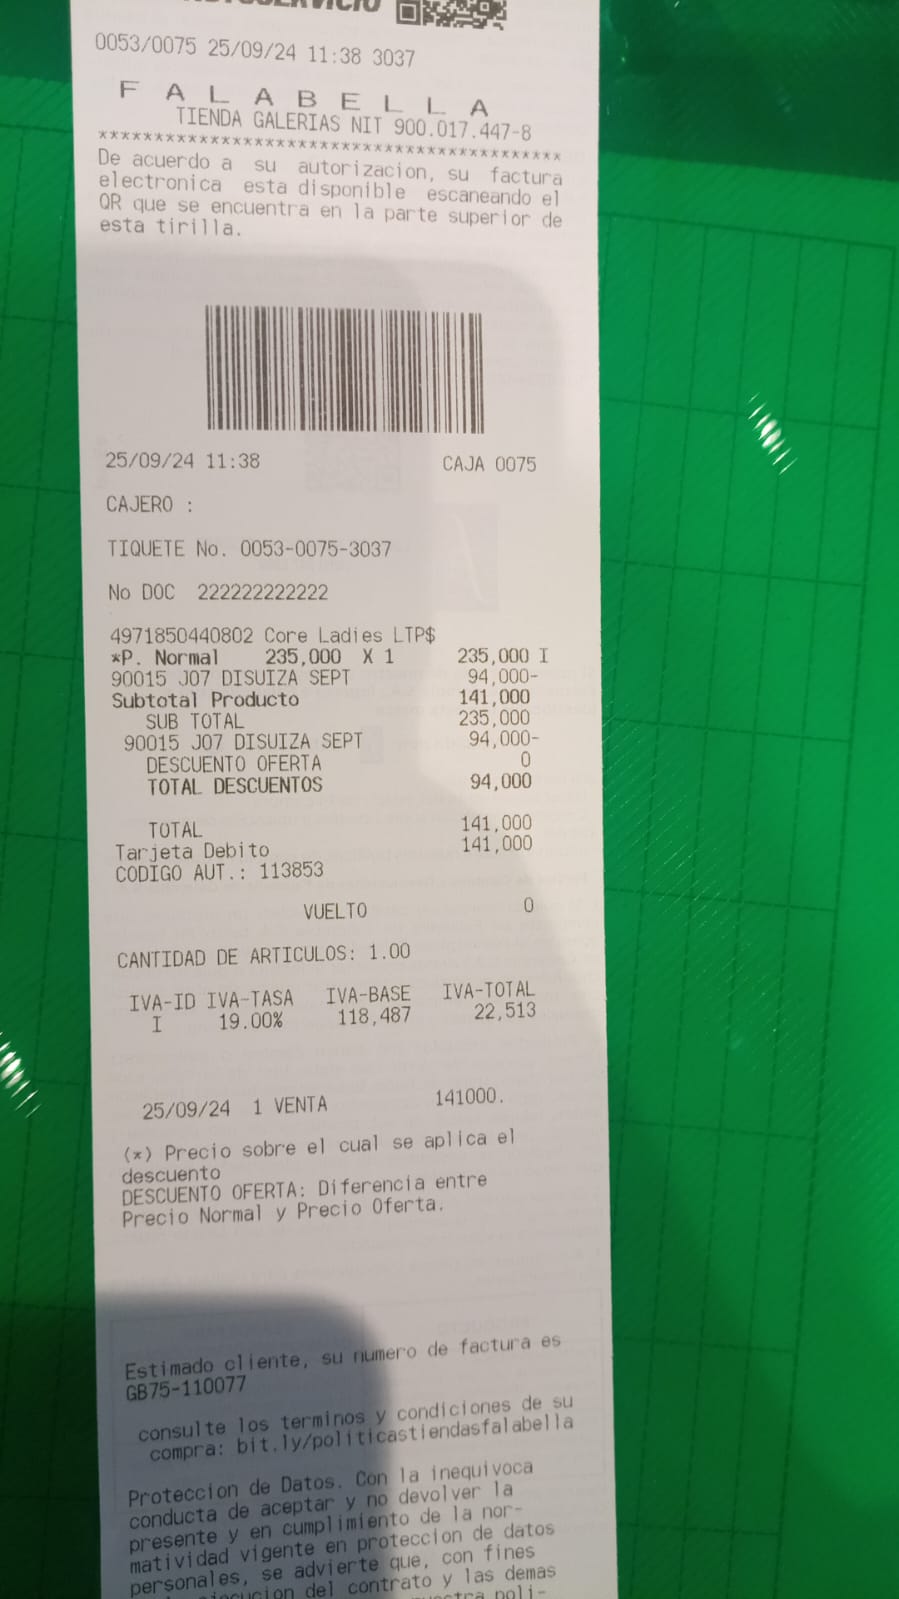 AUTOSERVICIO
0053/0075 25/09/24 11:38 3037
F A L A B E L L A
TIENDA GALERIAS NIT 900.017.447-8
******************************************
De acuerdo a su autorizacion, su factura
electronica esta disponible escaneando el
QR que se encuentra en la parte superior de
esta tirilla.
25/09/24 11:38 CAJA 0075
CAJERO :
TIQUETE No. 0053-0075-3037
No DOC 222222222222
4971850440802 Core Ladies LTP$
*P. Normal 235,000 X 1 235,000 I
90015 J07 DISUIZA SEPT 94,000-
Subtotal Producto 141,000
SUB TOTAL 235,000
90015 J07 DISUIZA SEPT 94,000-
DESCUENTO OFERTA 0
TOTAL DESCUENTOS 94,000
TOTAL 141,000
Tarjeta Debito 141,000
CODIGO AUT.: 113853
VUELTO 0
CANTIDAD DE ARTICULOS: 1.00
IVA-ID IVA-TASA IVA-BASE IVA-TOTAL
I 19.00% 118,487 22,513
25/09/24 1 VENTA 141000.
(*) Precio sobre el cual se aplica el
descuento
DESCUENTO OFERTA: Diferencia entre
Precio Normal y Precio Oferta.
Estimado cliente, su numero de factura es
GB75-110077
consulte los terminos y condiciones de su
compra: bit.ly/politicastiendasfalabella
Proteccion de Datos. Con la inequivoca
conducta de aceptar y no devolver la
presente y en cumplimiento de la nor-
matividad vigente en proteccion de datos
personales, se advierte que, con fines
del contrato y las demas
poli-